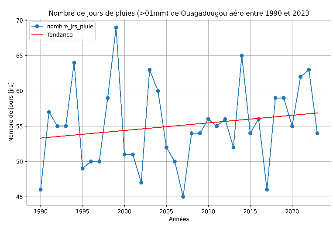 Nombre de jours de pluies (>01mm) de Ouagadougou aéro entre 1990 et 2023
nombre_jrs_pluie
Tendance
Nombre de jours (jrs)
70
65
60
55
50
45
1990
1995
2000
2005
2010
2015
2020
Années